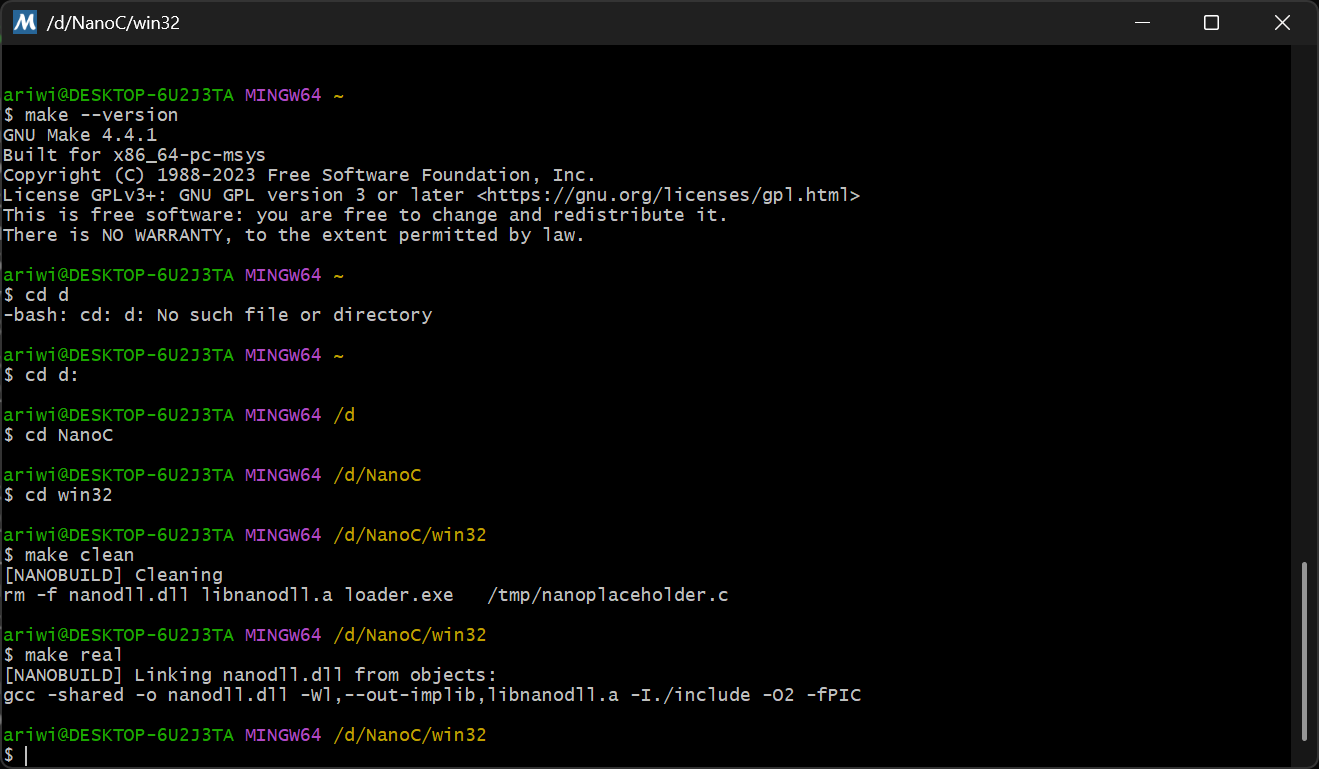 /d/NanoC/win32
ariwi@DESKTOP-6U2J3TA MINGW64 ~
$ make --version
GNU Make 4.4.1
Built for x86_64-pc-msys
Copyright (C) 1988-2023 Free Software Foundation, Inc.
License GPLv3+: GNU GPL version 3 or later <https://gnu.org/licenses/gpl.html>
This is free software: you are free to change and redistribute it.
There is NO WARRANTY, to the extent permitted by law.
ariwi@DESKTOP-6U2J3TA MINGW64 ~
$ cd d
-bash: cd: d: No such file or directory
ariwi@DESKTOP-6U2J3TA MINGW64 ~
$ cd d:
ariwi@DESKTOP-6U2J3TA MINGW64 /d
$ cd NanoC
ariwi@DESKTOP-6U2J3TA MINGW64 /d/NanoC
$ cd win32
ariwi@DESKTOP-6U2J3TA MINGW64 /d/NanoC/win32
$ make clean
[NANOBUILD] Cleaning
rm -f nanodll.dll libnanodll.a loader.exe   /tmp/nanoplaceholder.c
ariwi@DESKTOP-6U2J3TA MINGW64 /d/NanoC/win32
$ make real
[NANOBUILD] Linking nanodll.dll from objects:
gcc -shared -o nanodll.dll -Wl,--out-implib,libnanodll.a -I./include -O2 -fPIC
ariwi@DESKTOP-6U2J3TA MINGW64 /d/NanoC/win32
$